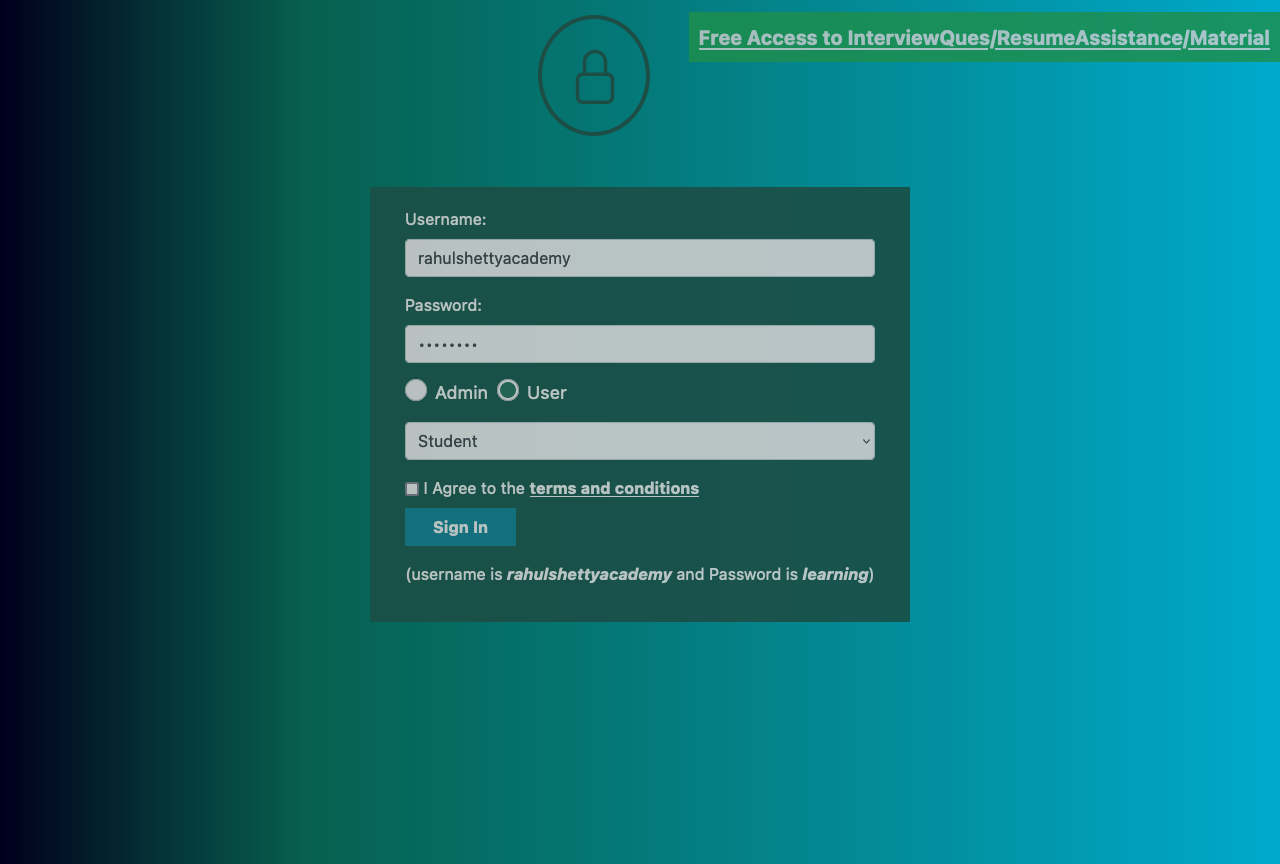 Free Access to InterviewQues/ResumeAssistance/Material
Username:
rahulshettyacademy
Password:
••••••••
Admin User
Student
I Agree to the terms and conditions
Sign In
(username is rahulshettyacademy and Password is learning)